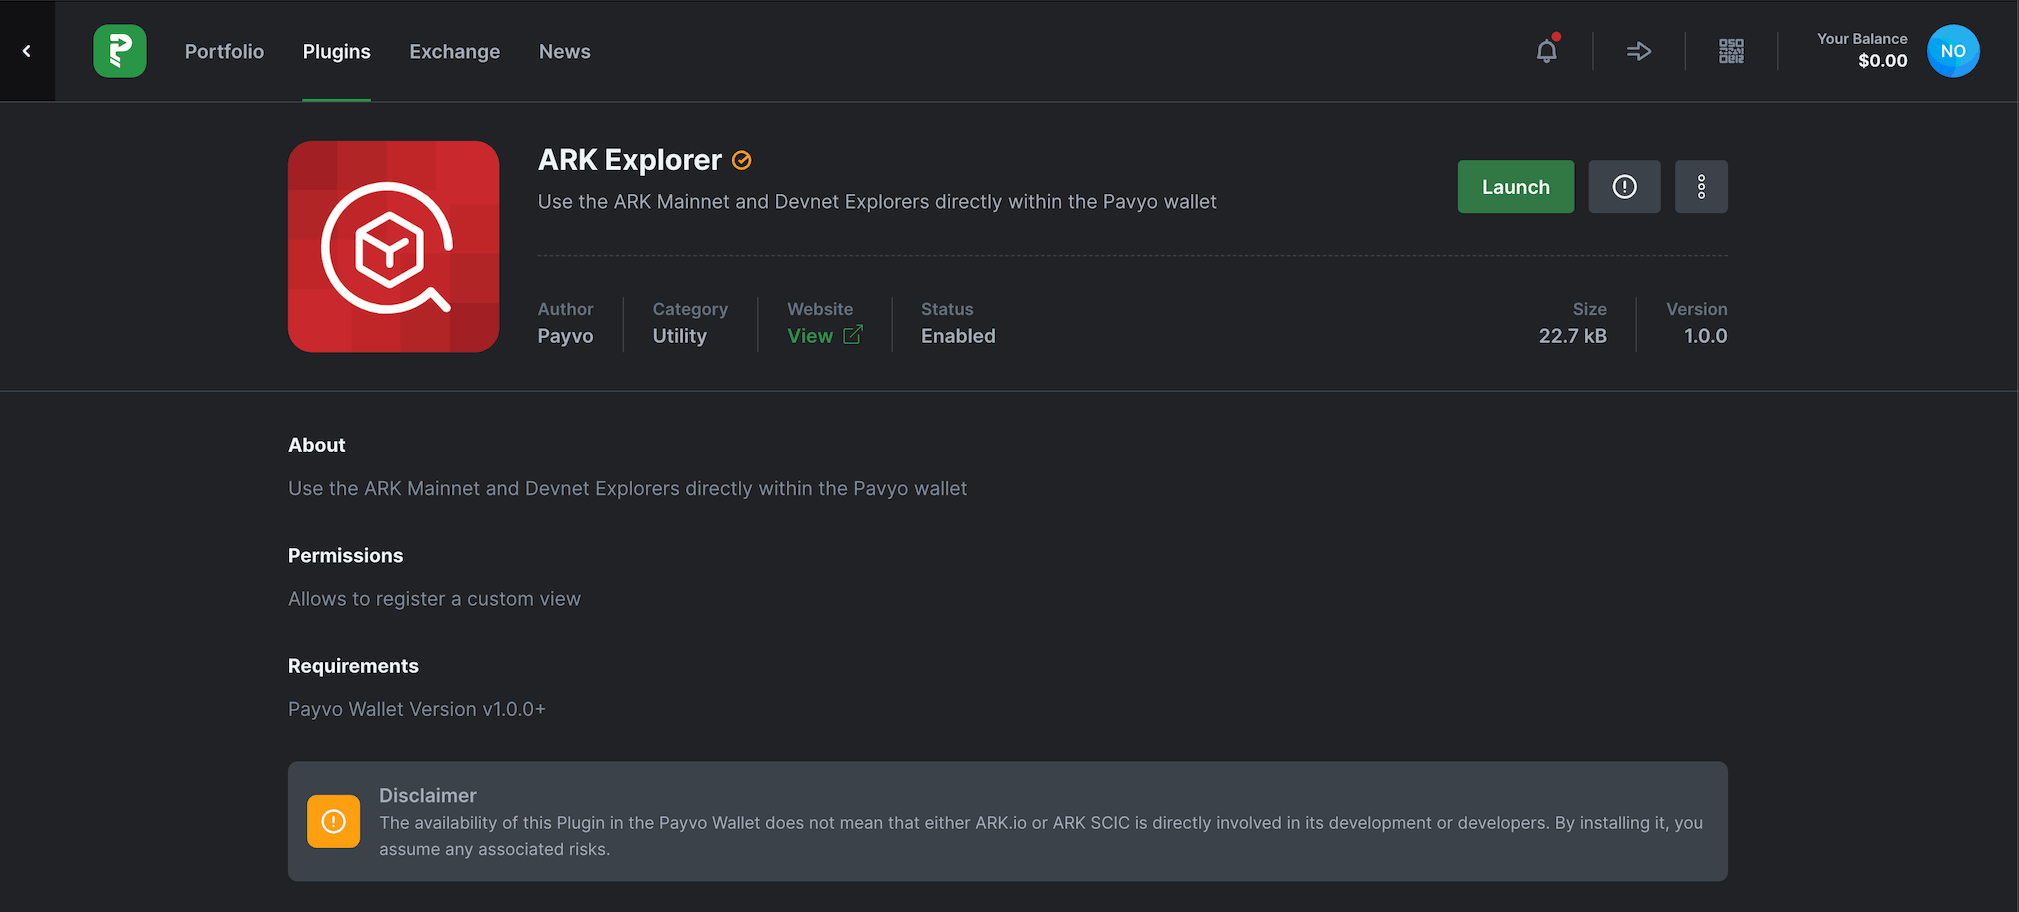 Portfolio
Plugins
Exchange
News
Your Balance
$0.00
NO
ARK Explorer
Use the ARK Mainnet and Devnet Explorers directly within the Pavyo wallet
Launch
Author
Payvo
Category
Utility
Website
View
Status
Enabled
Size
22.7 kB
Version
1.0.0
About
Use the ARK Mainnet and Devnet Explorers directly within the Pavyo wallet
Permissions
Allows to register a custom view
Requirements
Payvo Wallet Version v1.0.0+
Disclaimer
The availability of this Plugin in the Payvo Wallet does not mean that either ARK.io or ARK SCIC is directly involved in its development or developers. By installing it, you
assume any associated risks.